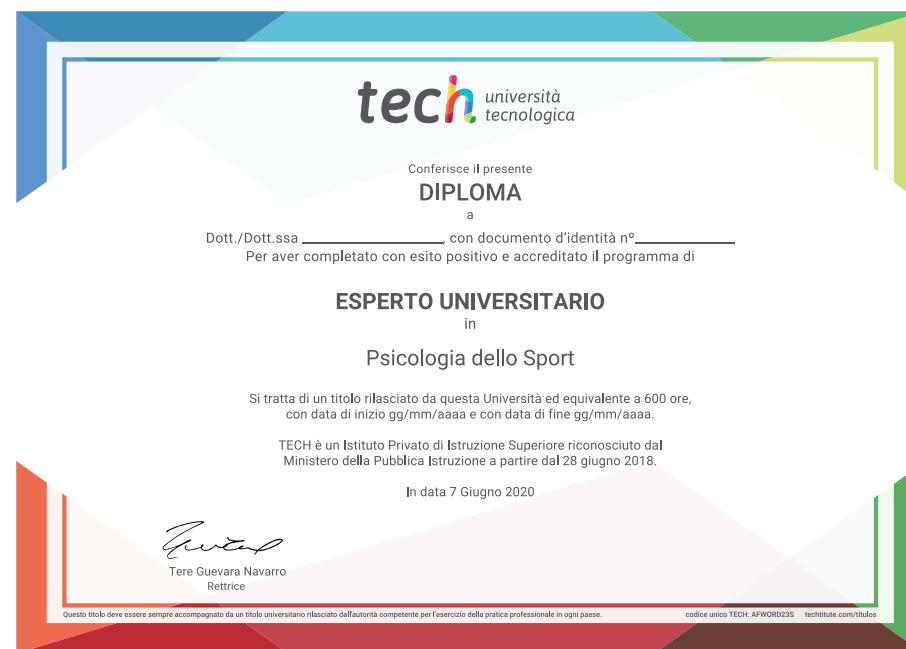 tech università
tecnologica
Conferisce il presente
DIPLOMA
a
Dott./Dott.ssa ____________________, con documento d'identità nº______________
Per aver completato con esito positivo e accreditato il programma di
ESPERTO UNIVERSITARIO
in
Psicologia dello Sport
Si tratta di un titolo rilasciato da questa Università ed equivalente a 600 ore,
con data di inizio gg/mm/aaaa e con data di fine gg/mm/aaaa.
TECH è un Istituto Privato di Istruzione Superiore riconosciuto dal
Ministero della Pubblica Istruzione a partire dal 28 giugno 2018.
In data 7 Giugno 2020
Tere Guevara Navarro
Rettrice
Questo titolo deve essere sempre accompagnato da un titolo universitario rilasciato dall'autorità competente per l'esercizio della pratica professionale in ogni paese. codice unico TECH: AFWORD23S techtitute.com/titulos